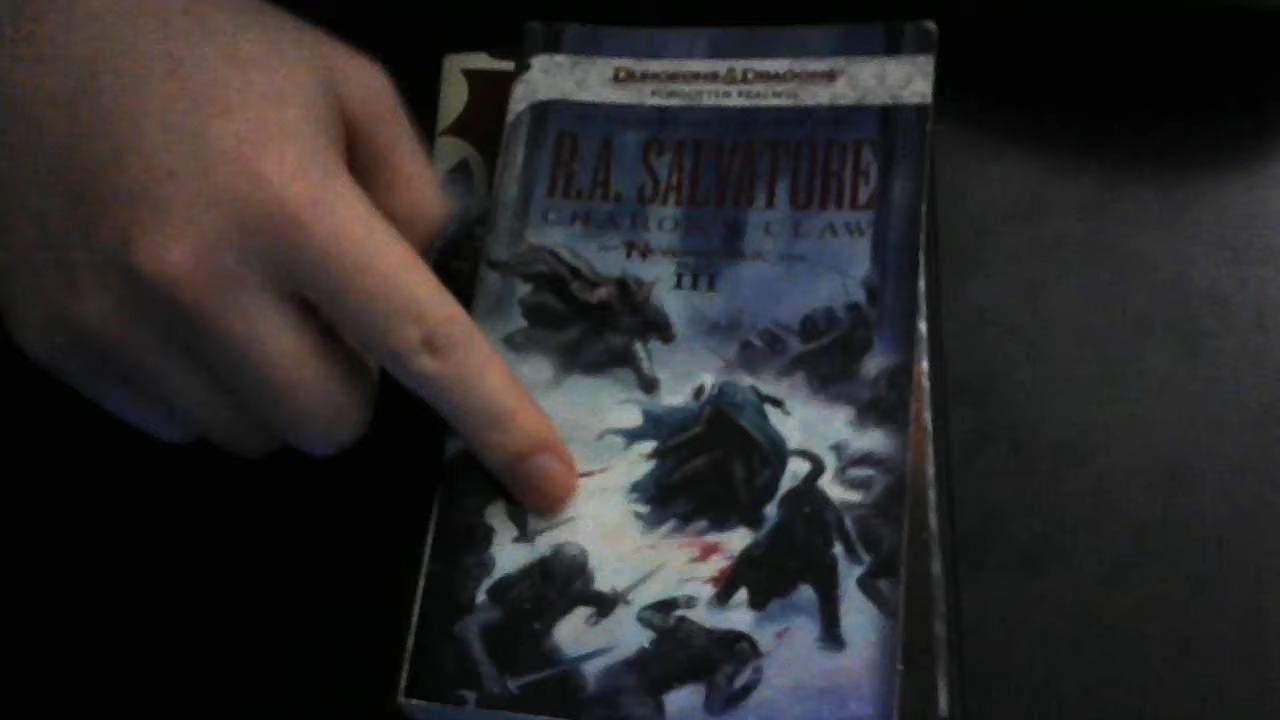 DUNGEONS & DRAGONS
FORGOTTEN REALMS
R.A. SALVATORE
CHARON'S CLAW
III